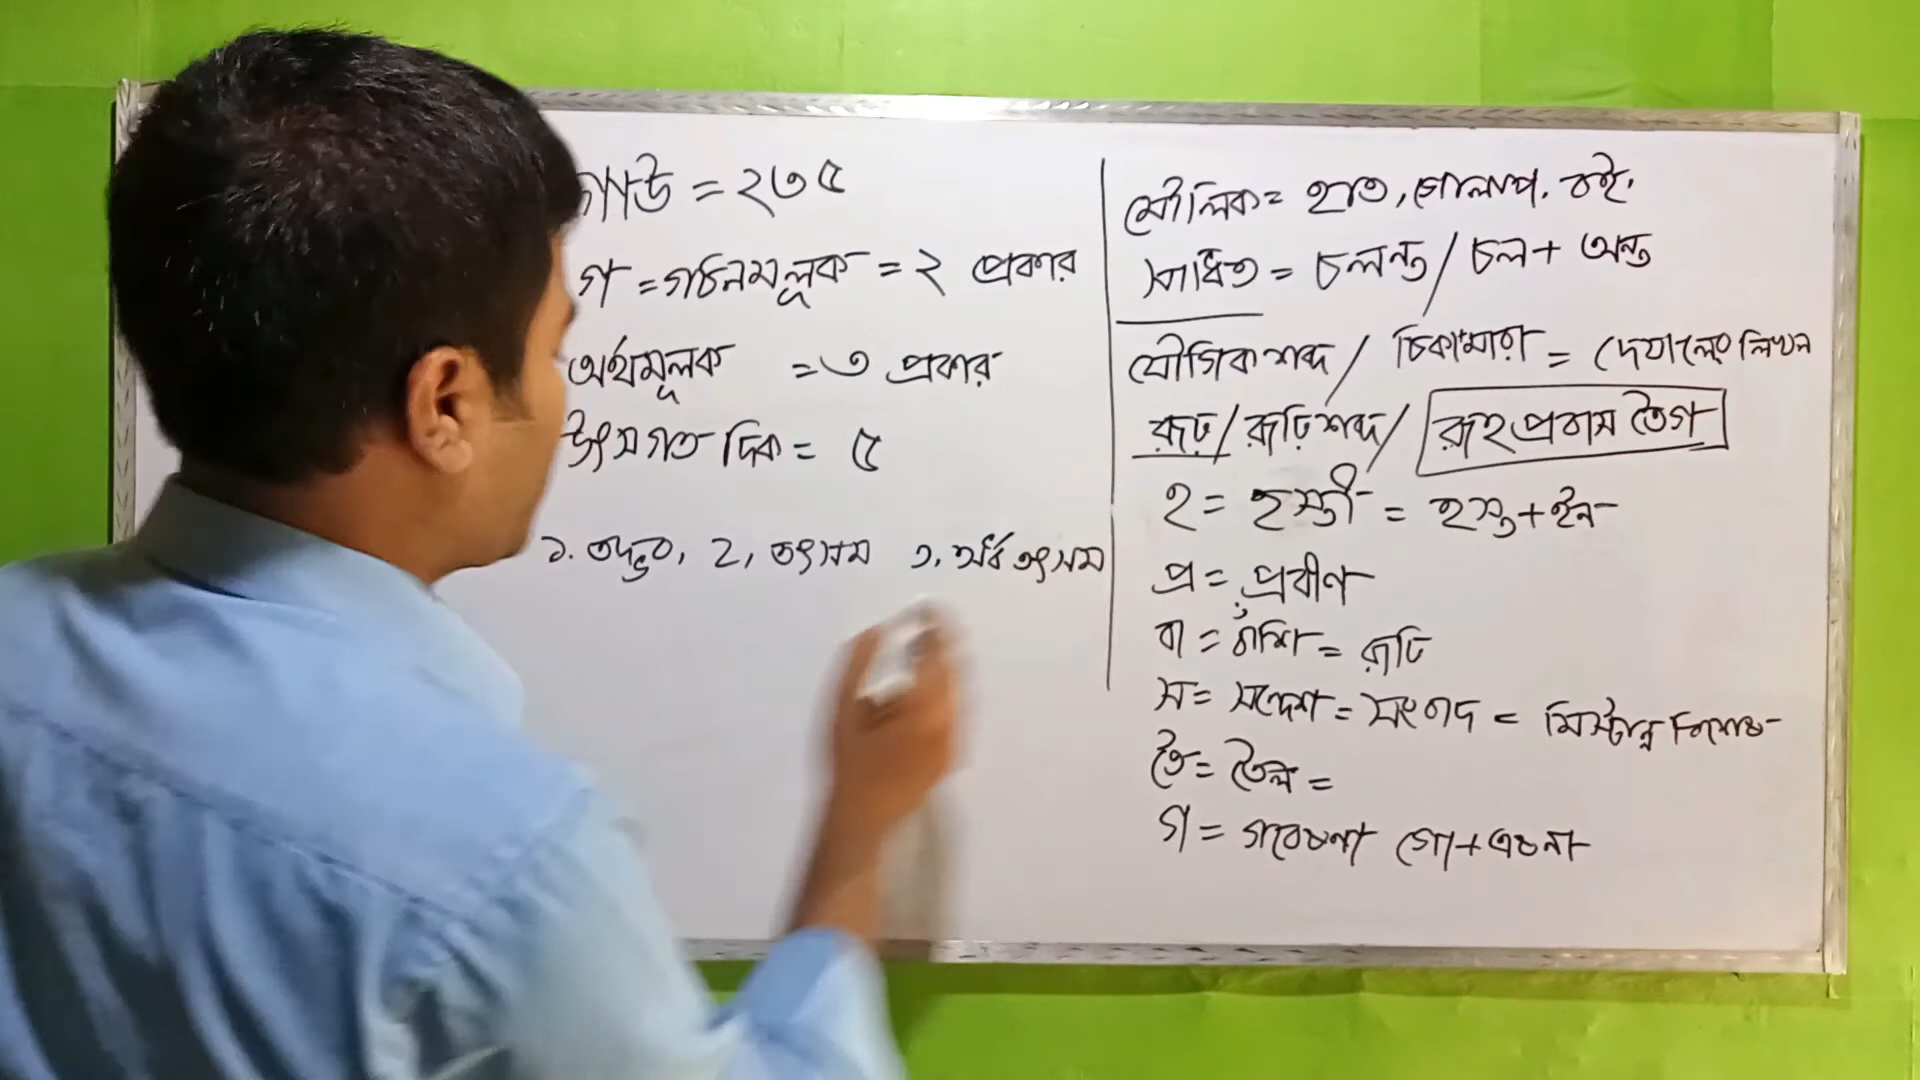 গাউ = ২৩৫
গ = গঠনমূলক = ২ প্রকার
অর্থমূলক = ৩ প্রকার
উৎসগত দিক = ৫
১. তদ্ভব, ২, তৎসম ৩. অর্ধ তৎসম
মৌলিক = হাত, গোলাপ, বই,
সাধিত = চলন্ত / চল + অন্ত
যৌগিক শব্দ / চিকামারা = দেয়ালে লিখন
রূঢ় / রূঢ়ি শব্দ / রূহ প্রবাস তৈগ
হ = হস্তী = হস্ত + ইন
প্র = প্রবীণ
বা = বাঁশি = রূঢ়ি
স = সন্দেশ = সংবাদ = মিস্টান্ন বিশেষ
তৈ = তৈল =
গ = গবেষণা গো + এষনা